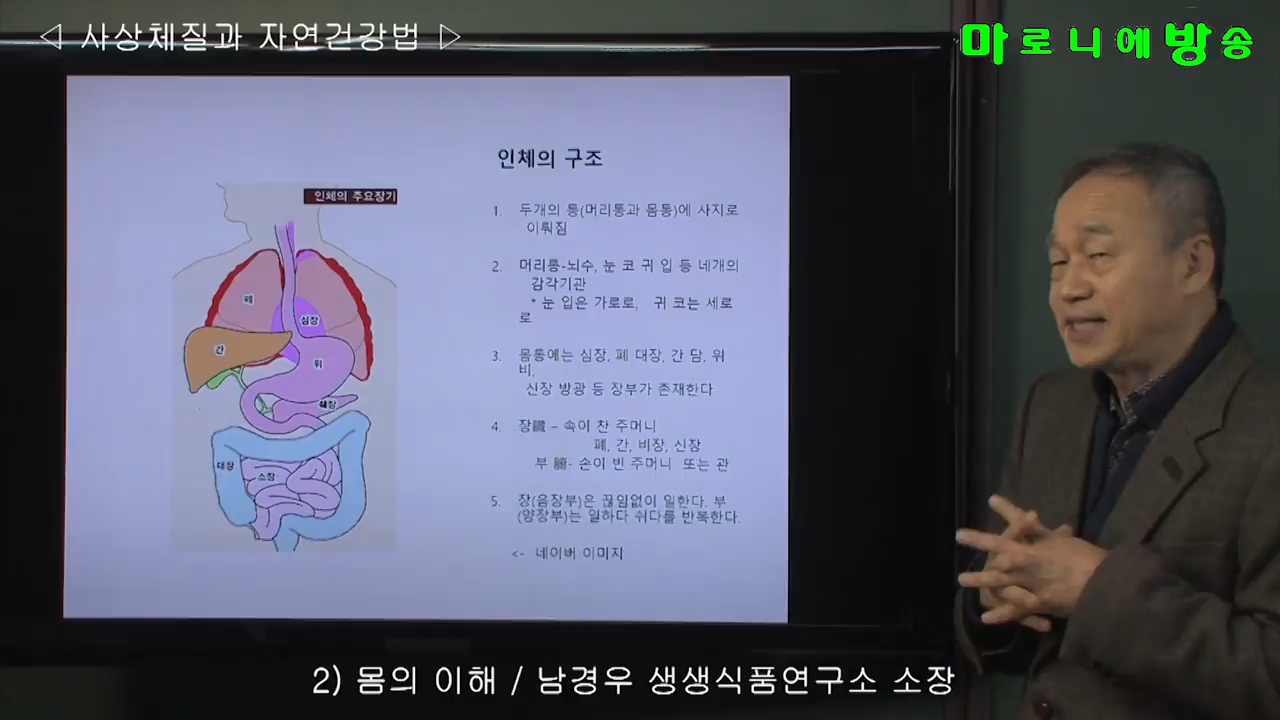 ◁ 사상체질과 자연건강법 ▷
마로니에방송
인체의 구조
인체의 주요장기
폐
심장
간
위
췌장
대장
소장
1. 두개의 통(머리통과 몸통)에 사지로
이뤄짐
2. 머리통-뇌수, 눈 코 귀 입 등 네개의
감각기관
* 눈 입은 가로로, 귀 코는 세로
로
3. 몸통에는 심장, 폐 대장, 간 담, 위
비,
신장 방광 등 장부가 존재한다
4. 장臟 – 속이 찬 주머니
폐, 간, 비장, 신장
부 腑- 손이 빈 주머니 또는 관
5. 장(음장부)은 끊임없이 일한다. 부
(양장부)는 일하다 쉬다를 반복한다.
<- 네이버 이미지
2) 몸의 이해 / 남경우 생생식품연구소 소장